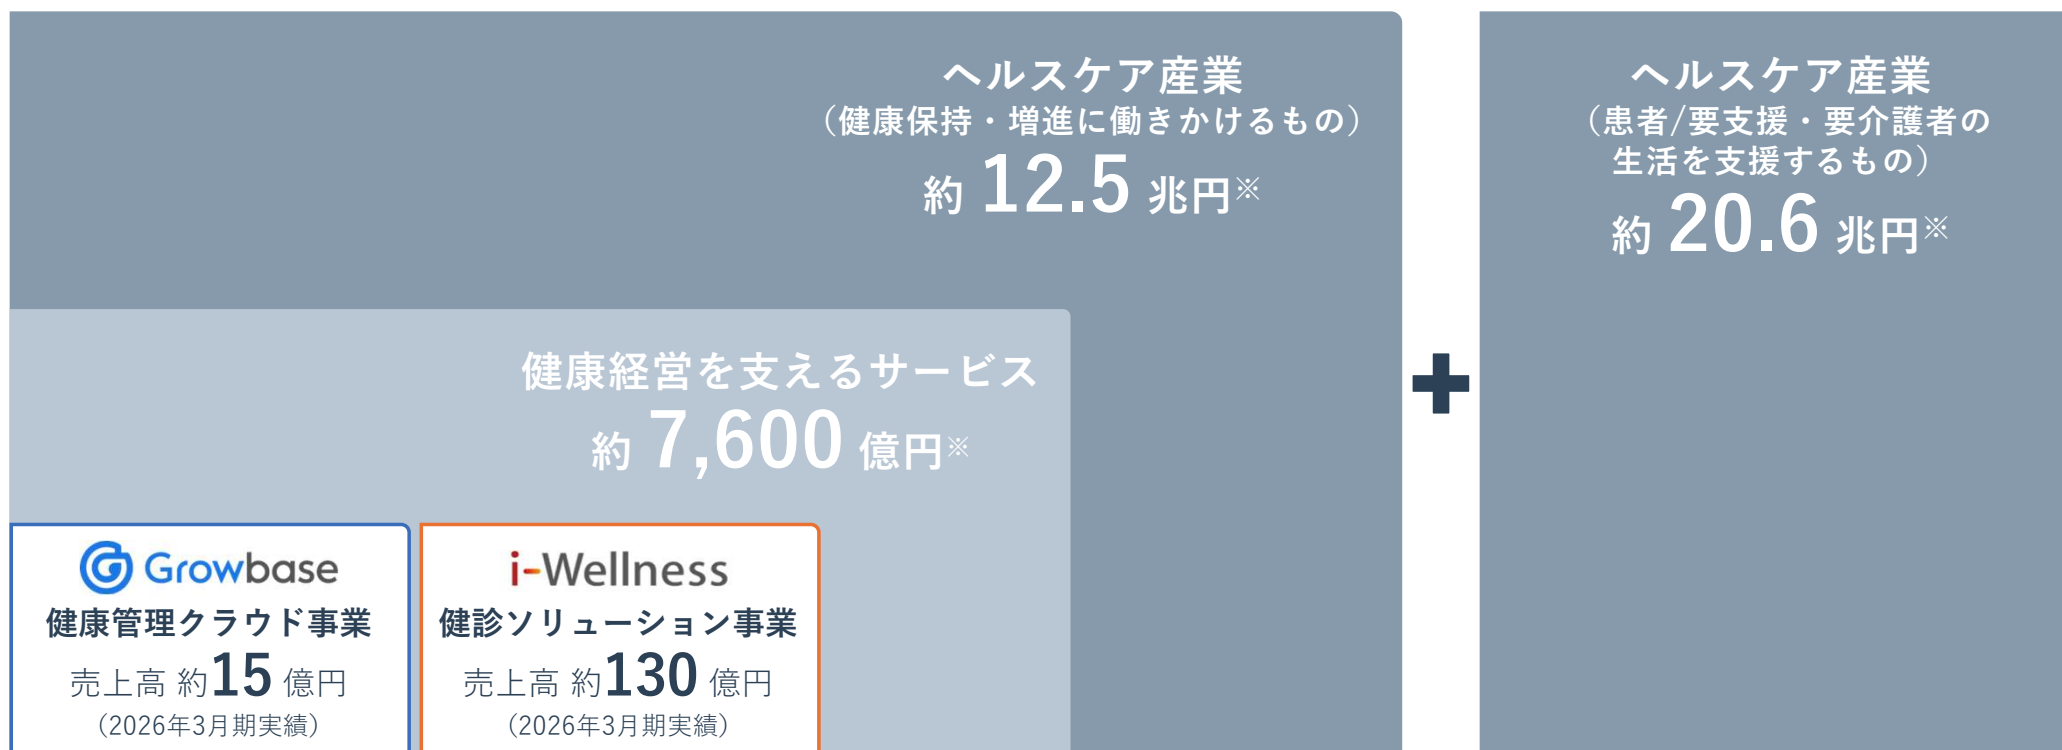 ヘルスケア産業
（健康保持・増進に働きかけるもの）
約 12.5 兆円※
ヘルスケア産業
（患者/要支援・要介護者の
生活を支援するもの）
約 20.6 兆円※
健康経営を支えるサービス
約 7,600 億円※
Growbase
健康管理クラウド事業
売上高 約15 億円
（2026年3月期実績）
i-Wellness
健診ソリューション事業
売上高 約130 億円
（2026年3月期実績）